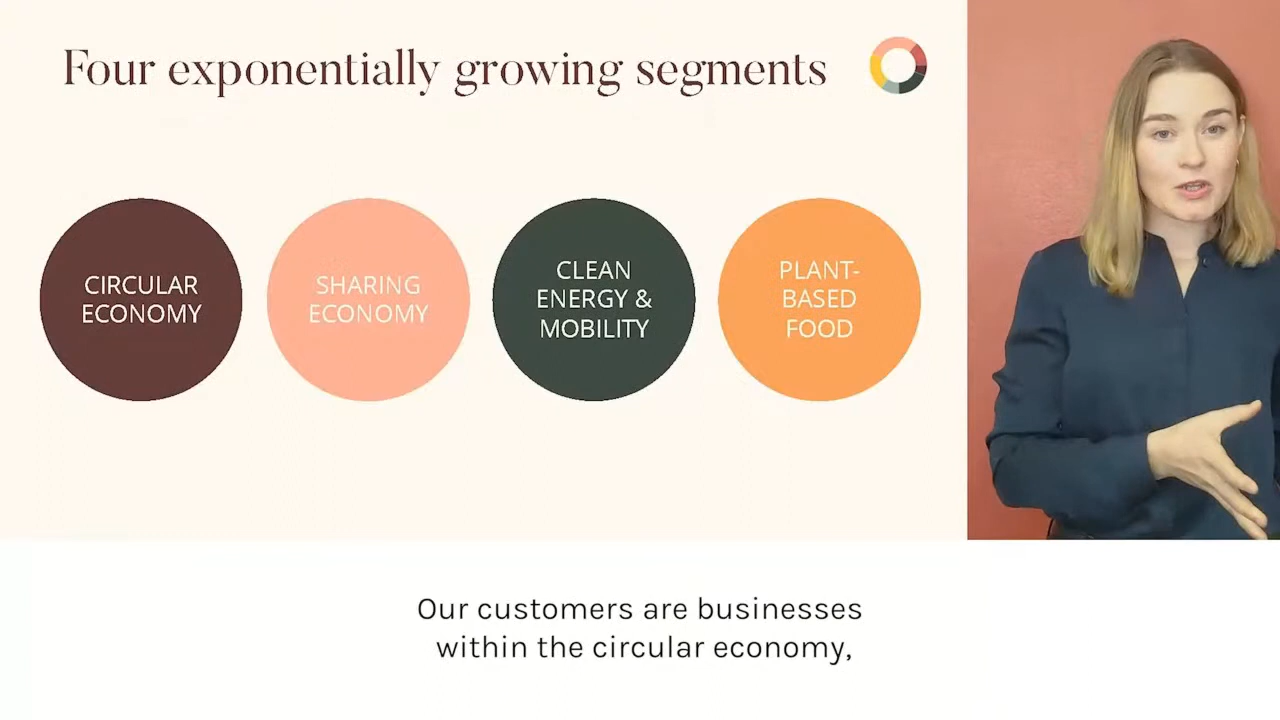 Four exponentially growing segments
CIRCULAR
ECONOMY
SHARING
ECONOMY
CLEAN
ENERGY &
MOBILITY
PLANT-
BASED
FOOD
Our customers are businesses
within the circular economy,